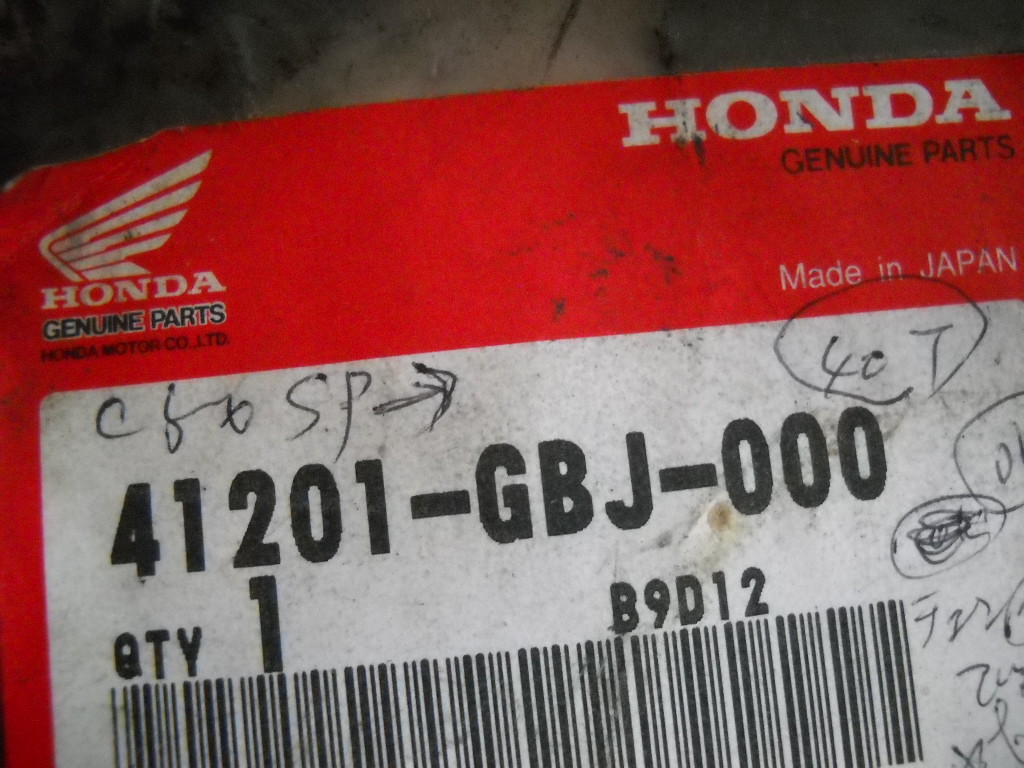 HONDA
GENUINE PARTS
HONDA
GENUINE PARTS
HONDA MOTOR CO.,LTD.
Made in JAPAN
40T
41201-GBJ-000
QTY 1
B9D12